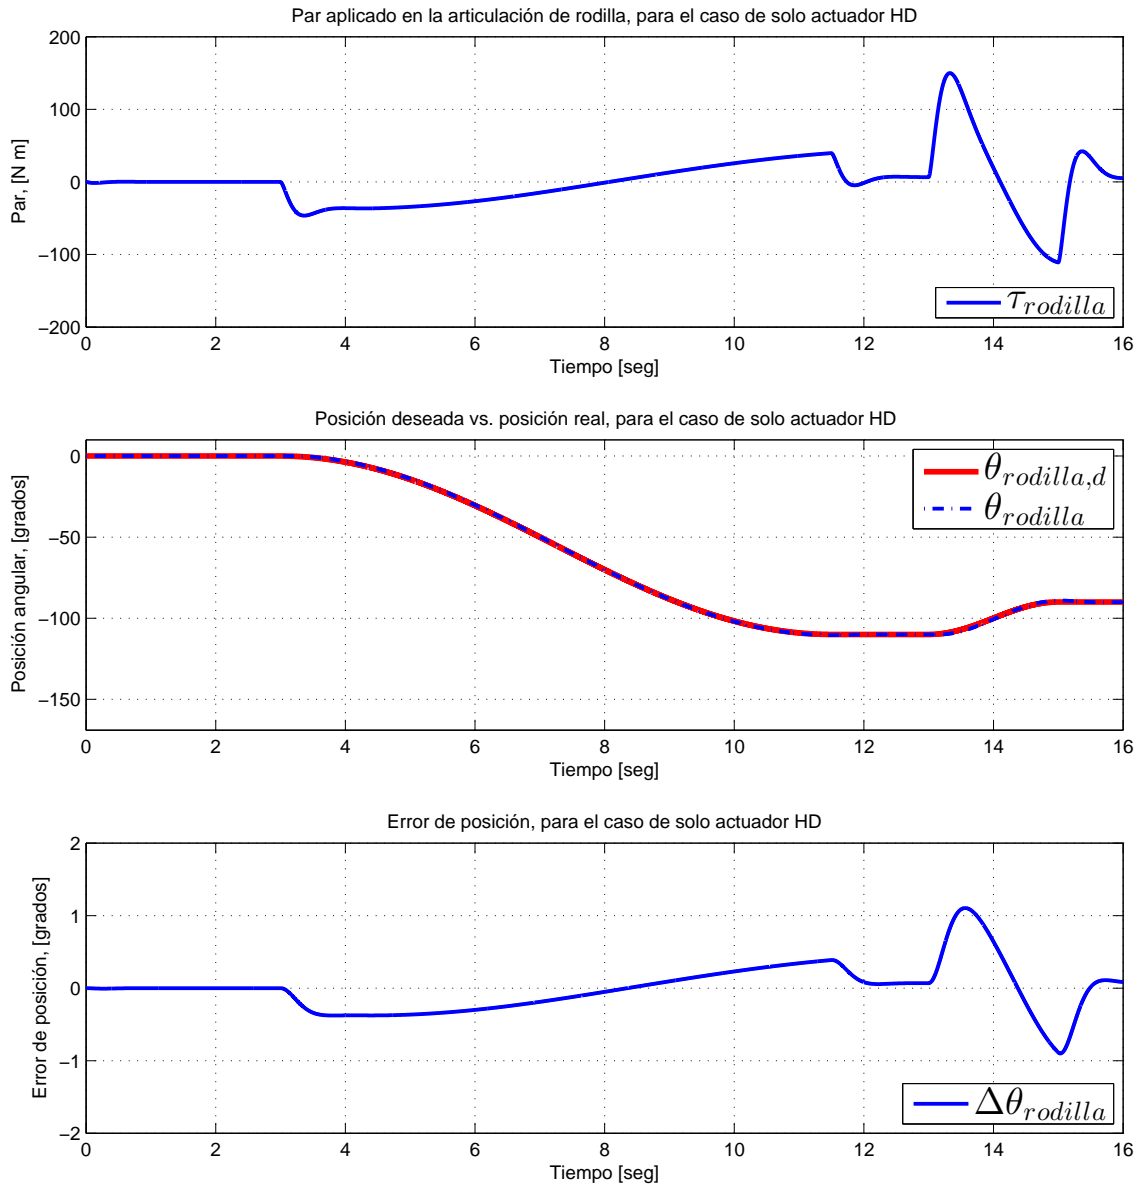 Par aplicado en la articulación de rodilla, para el caso de solo actuador HD
Par, [N m]
200
100
0
−100
−200
0 2 4 6 8 10 12 14 16
Tiempo [seg]
τrodilla
Posición deseada vs. posición real, para el caso de solo actuador HD
Posición angular, [grados]
0
−50
−100
−150
0 2 4 6 8 10 12 14 16
Tiempo [seg]
θrodilla,d
θrodilla
Error de posición, para el caso de solo actuador HD
Error de posición, [grados]
2
1
0
−1
−2
0 2 4 6 8 10 12 14 16
Tiempo [seg]
Δθrodilla